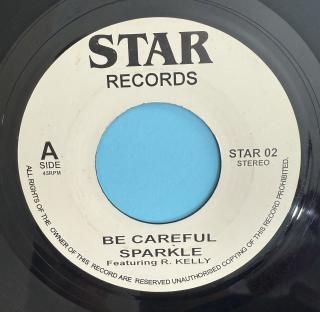 STAR
RECORDS
A
SIDE
45RPM
STAR 02
STEREO
BE CAREFUL
SPARKLE
Featuring R. KELLY
ALL RIGHTS OF THE OWNER OF THIS RECORD ARE RESERVED UNAUTHORISED COPYING OF THIS RECORD PROHIBITED.